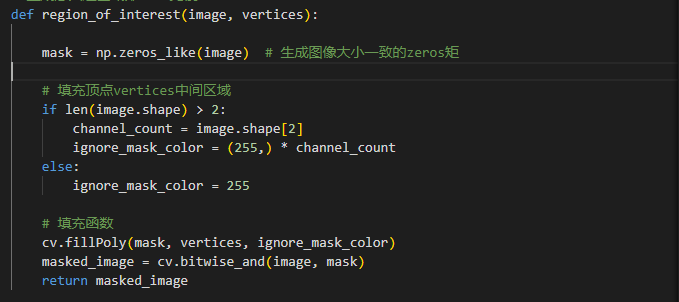 def region_of_interest(image, vertices):
mask = np.zeros_like(image)  # 生成图像大小一致的zeros矩
# 填充顶点vertices中间区域
if len(image.shape) > 2:
channel_count = image.shape[2]
ignore_mask_color = (255,) * channel_count
else:
ignore_mask_color = 255
# 填充函数
cv.fillPoly(mask, vertices, ignore_mask_color)
masked_image = cv.bitwise_and(image, mask)
return masked_image